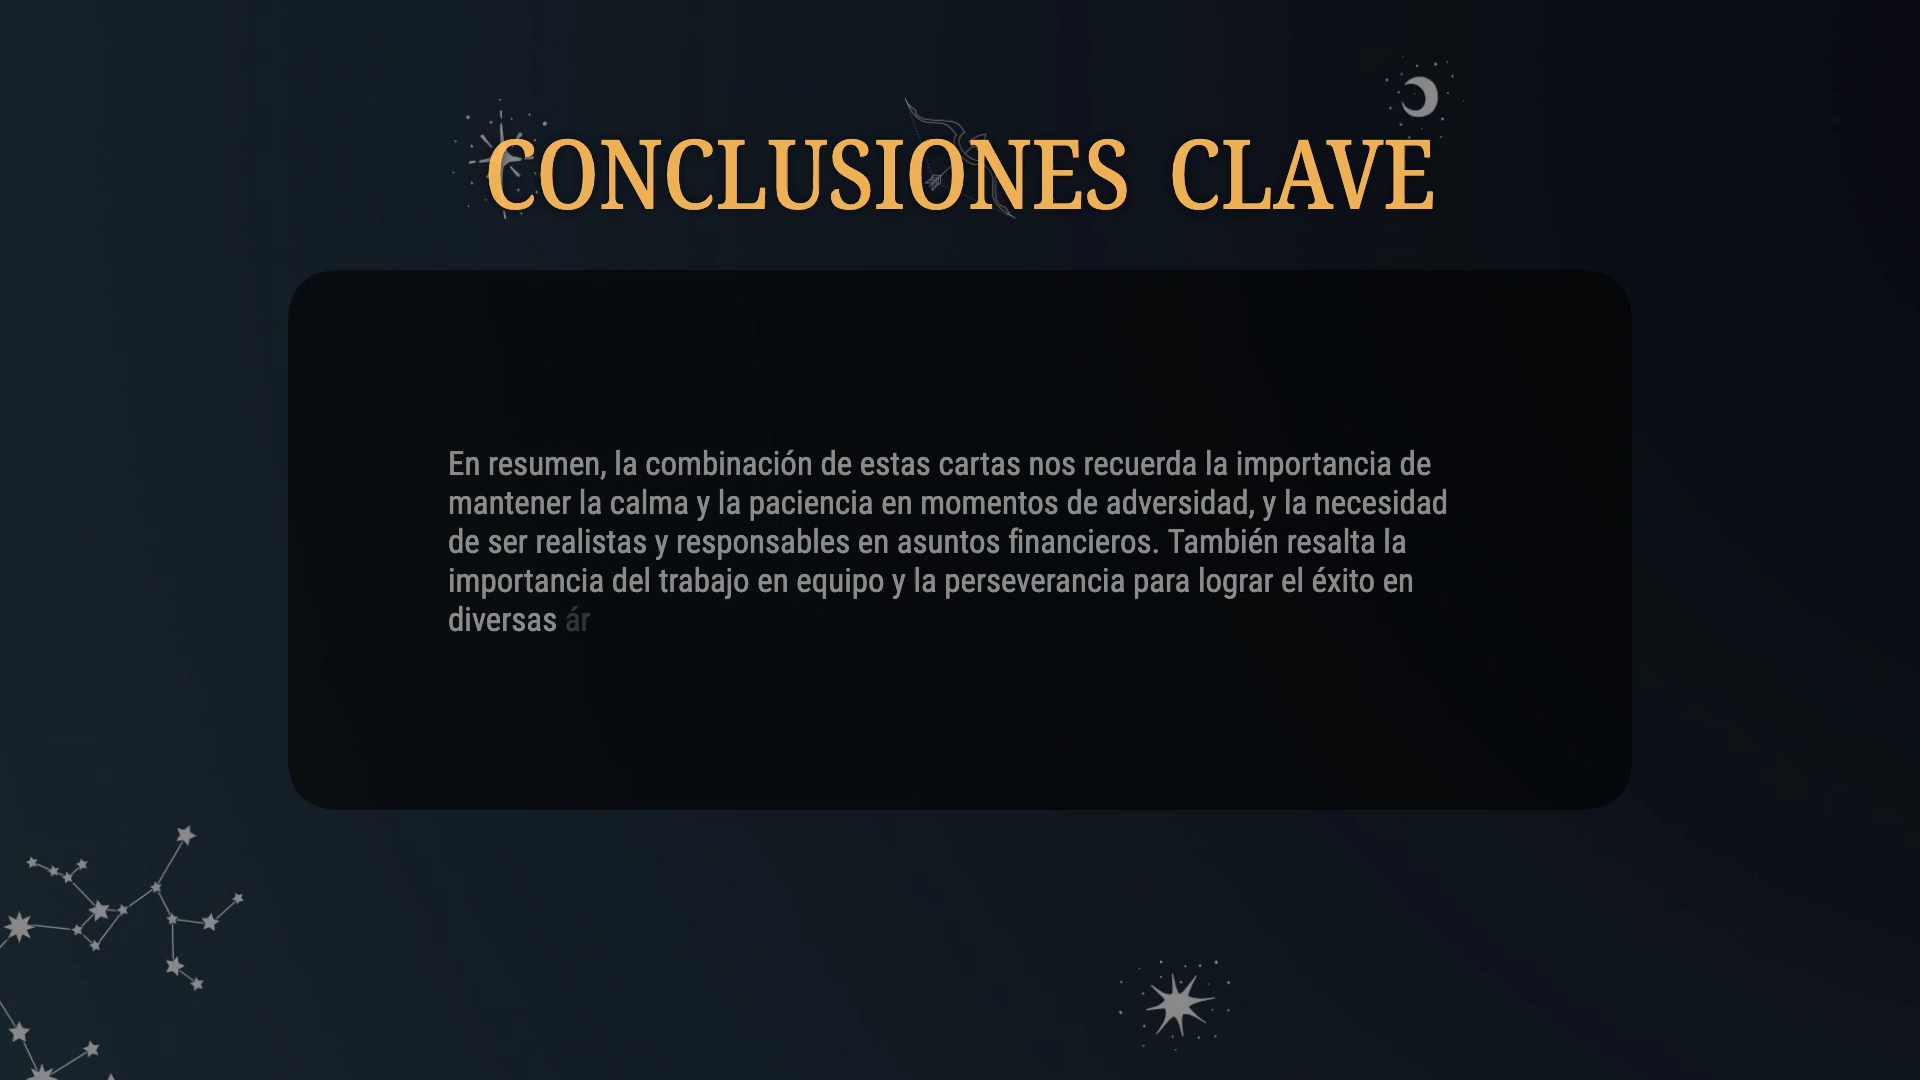 CONCLUSIONES CLAVE
En resumen, la combinación de estas cartas nos recuerda la importancia de
mantener la calma y la paciencia en momentos de adversidad, y la necesidad
de ser realistas y responsables en asuntos financieros. También resalta la
importancia del trabajo en equipo y la perseverancia para lograr el éxito en
diversas ár